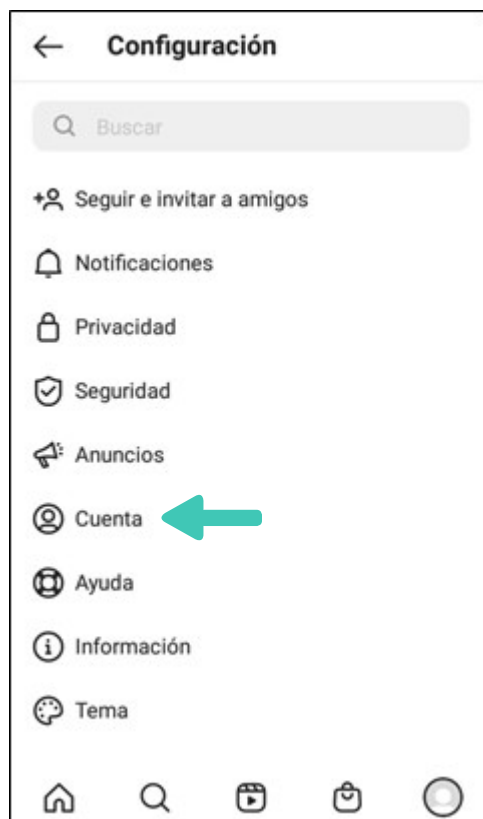 Configuración
Buscar
Seguir e invitar a amigos
Notificaciones
Privacidad
Seguridad
Anuncios
Cuenta
Ayuda
Información
Tema